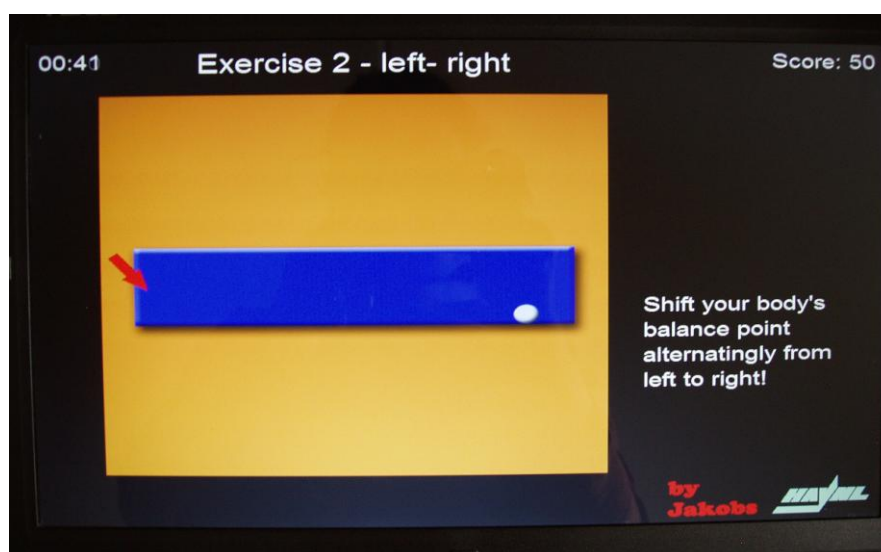 00:41
Exercise 2 - left- right
Score: 50
Shift your body's
balance point
alternatingly from
left to right!
by
Jakobs